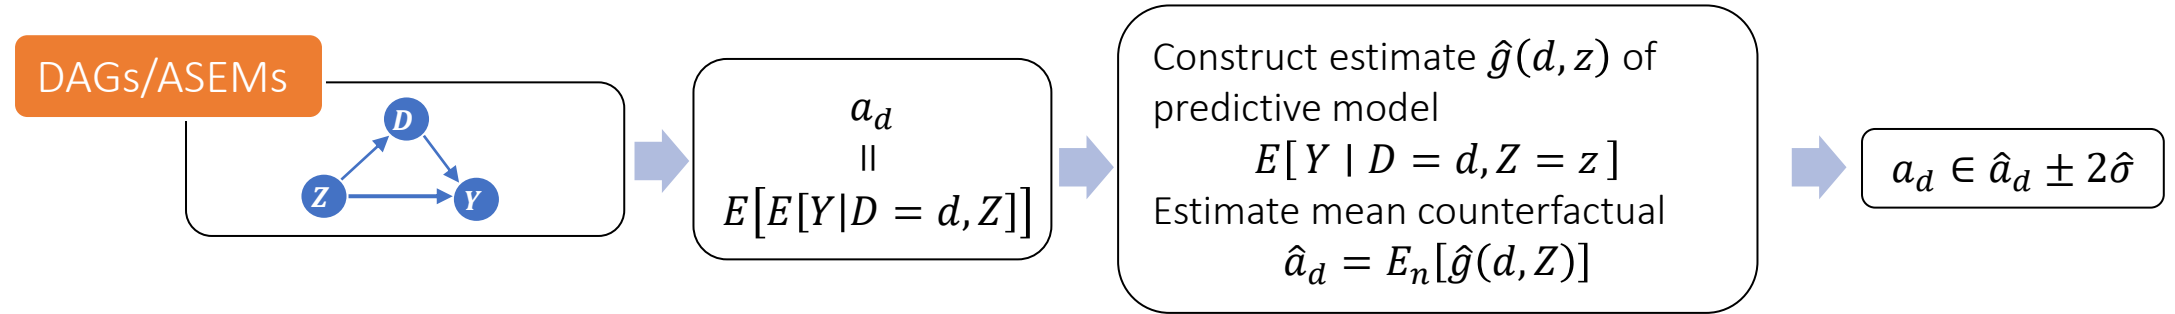 DAGs/ASEMs
D
Z
Y
a_d
=
E[E[Y|D = d, Z]]
Construct estimate ĝ(d, z) of
predictive model
E[ Y | D = d, Z = z ]
Estimate mean counterfactual
â_d = E_n[ĝ(d, Z)]
a_d ∈ â_d ± 2σ̂